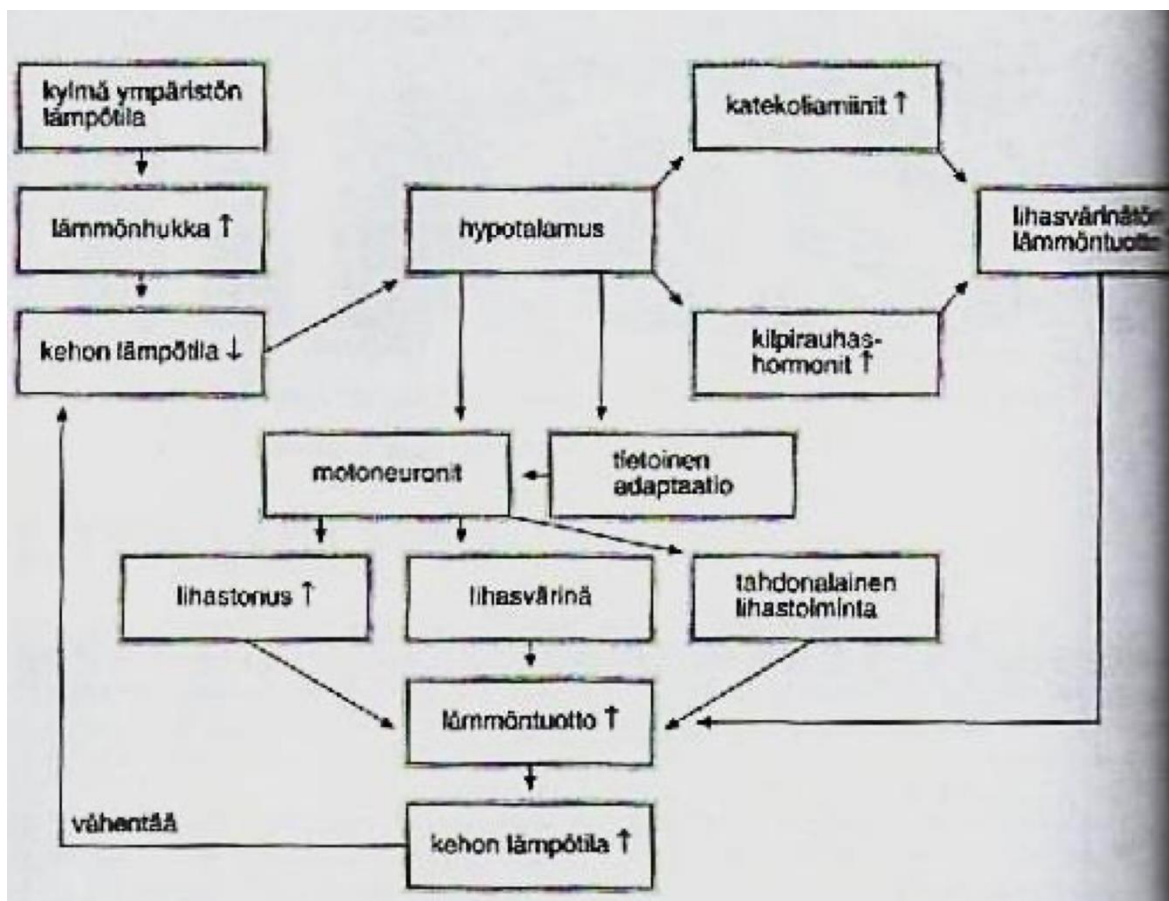 kylmä ympäristön
lämpötila
katekoliamiinit ↑
lämmönhukka ↑
hypotalamus
lihasvärinätön
lämmöntuotto
kehon lämpötila ↓
kilpirauhas-
hormonit ↑
motoneuronit
tietoinen
adaptaatio
lihastonus ↑
lihasvärinä
tahdonalainen
lihastoiminta
lämmöntuotto ↑
vähentää
kehon lämpötila ↑